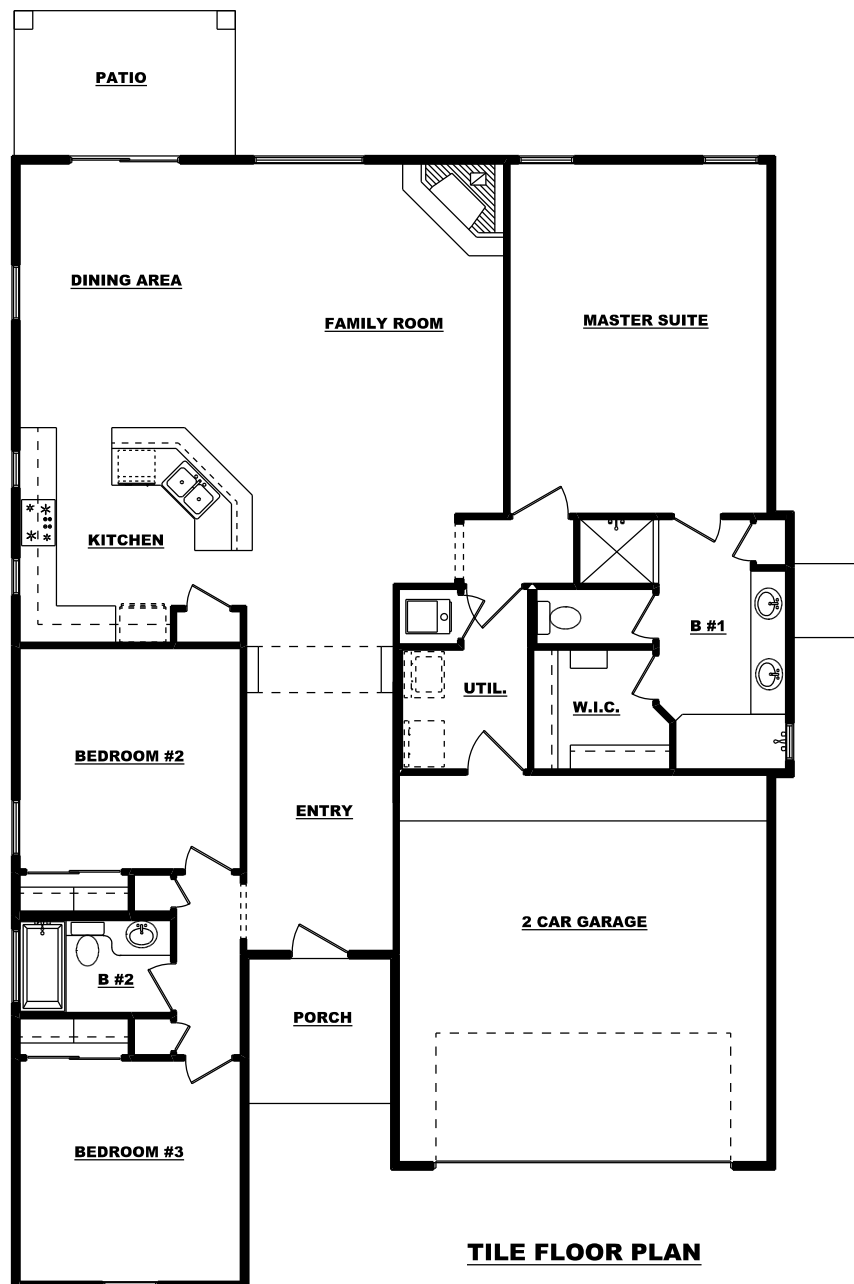 PATIO
DINING AREA
FAMILY ROOM
MASTER SUITE
KITCHEN
B #1
UTIL.
W.I.C.
BEDROOM #2
ENTRY
2 CAR GARAGE
B #2
PORCH
BEDROOM #3
TILE FLOOR PLAN